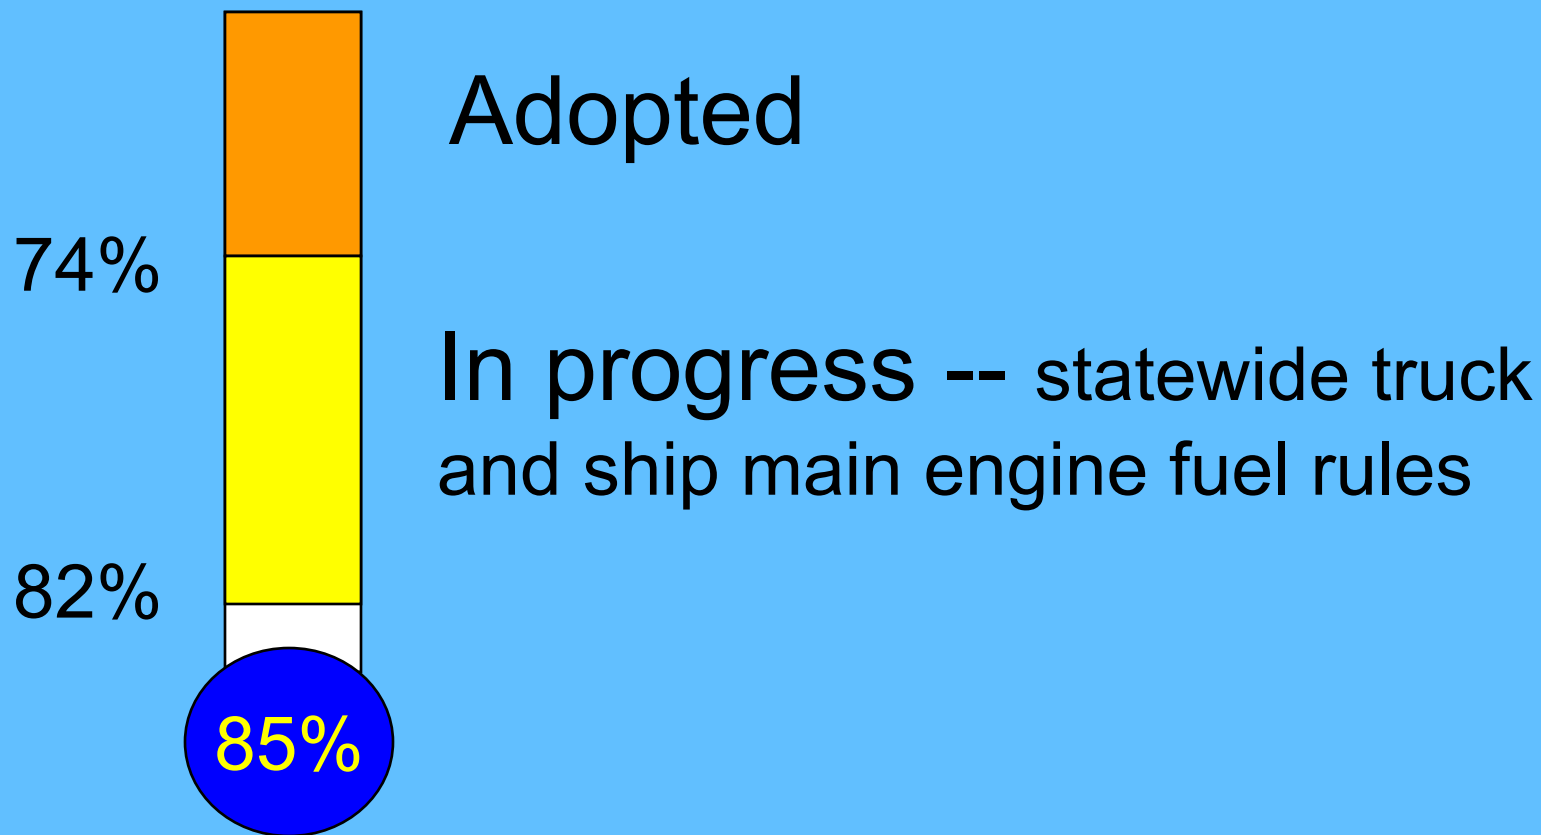 Adopted
74%
In progress -- statewide truck
and ship main engine fuel rules
82%
85%